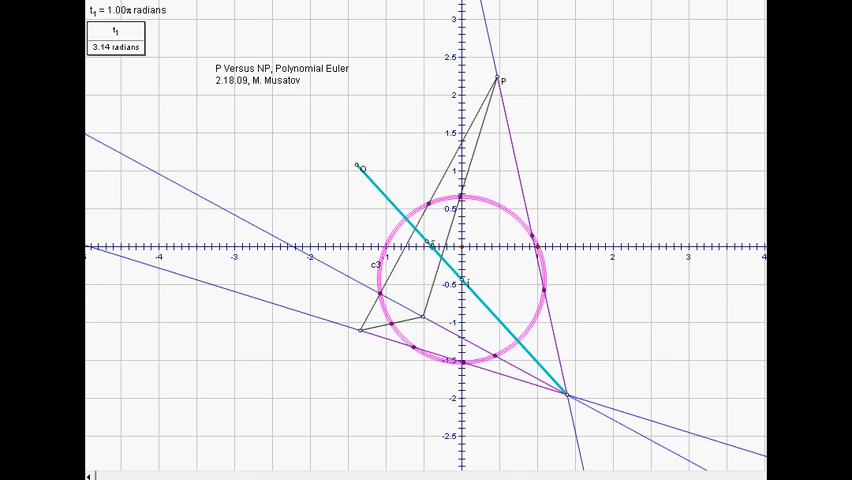 t₁ = 1.00π radians
t₁
3.14 radians
P Versus NP, Polynomial Euler
2.18.09, M. Musatov
3
2.5
P
2
1.5
1
O
0.5
-5 -4 -3 -2 -1 1 2 3 4
c3
-0.5
-1
-1.5
-2
-2.5